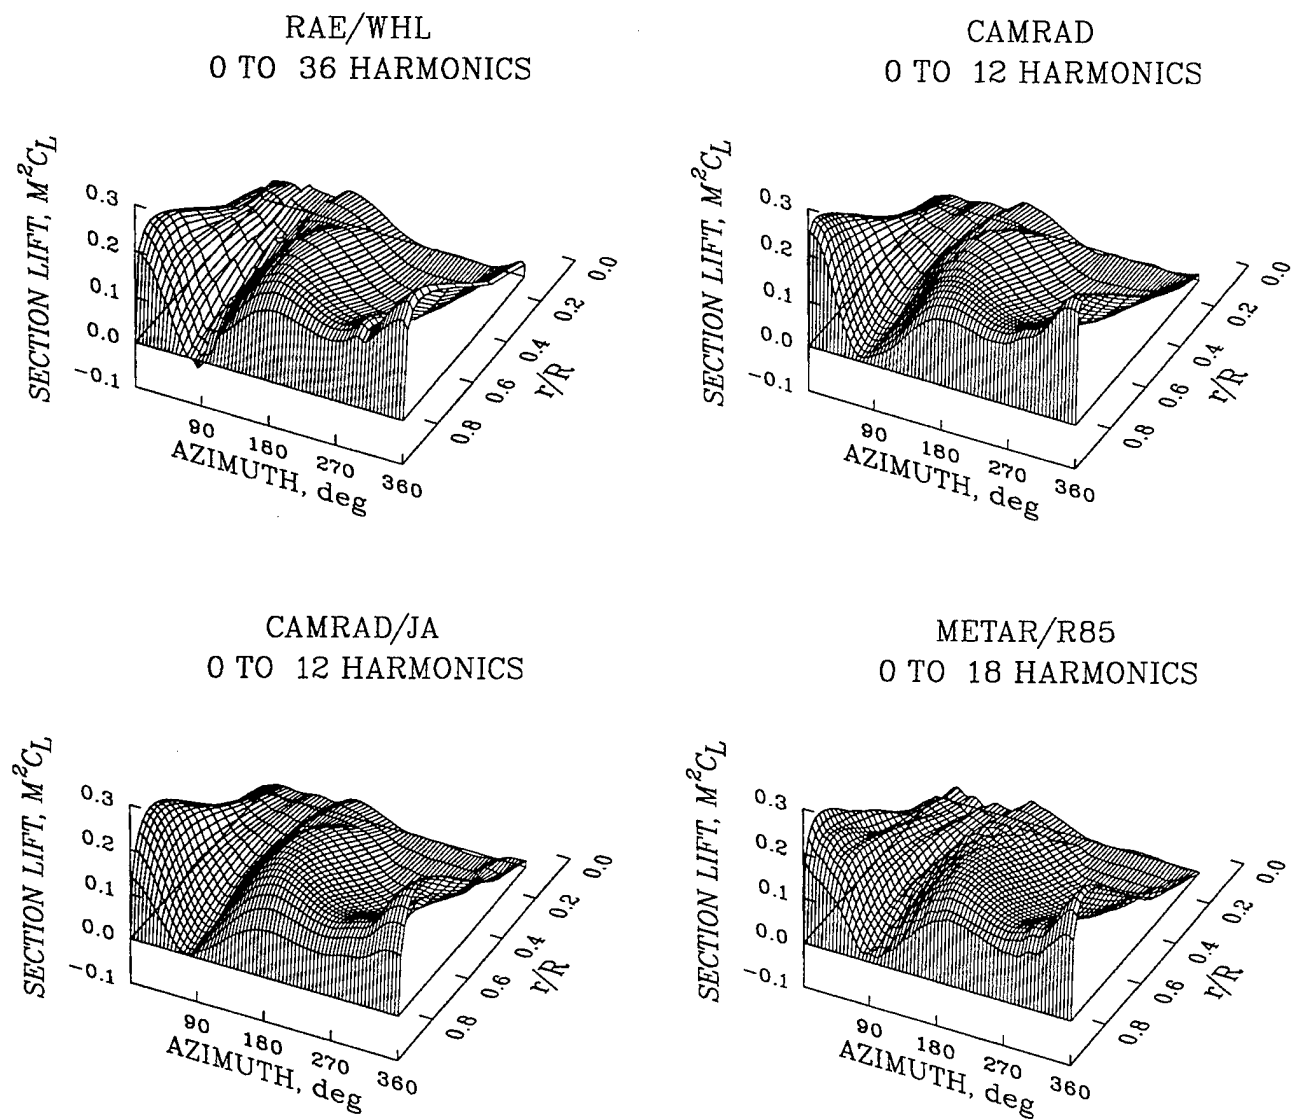 RAE/WHL
0 TO 36 HARMONICS
SECTION LIFT, M²C_L
0.3
0.2
0.1
0.0
−0.1
90
180
270
360
AZIMUTH, deg
0.0
0.2
0.4
0.6
0.8
r/R
CAMRAD
0 TO 12 HARMONICS
SECTION LIFT, M²C_L
0.3
0.2
0.1
0.0
−0.1
90
180
270
360
AZIMUTH, deg
0.0
0.2
0.4
0.6
0.8
r/R
CAMRAD/JA
0 TO 12 HARMONICS
SECTION LIFT, M²C_L
0.3
0.2
0.1
0.0
−0.1
90
180
270
360
AZIMUTH, deg
0.0
0.2
0.4
0.6
0.8
r/R
METAR/R85
0 TO 18 HARMONICS
SECTION LIFT, M²C_L
0.3
0.2
0.1
0.0
−0.1
90
180
270
360
AZIMUTH, deg
0.0
0.2
0.4
0.6
0.8
r/R